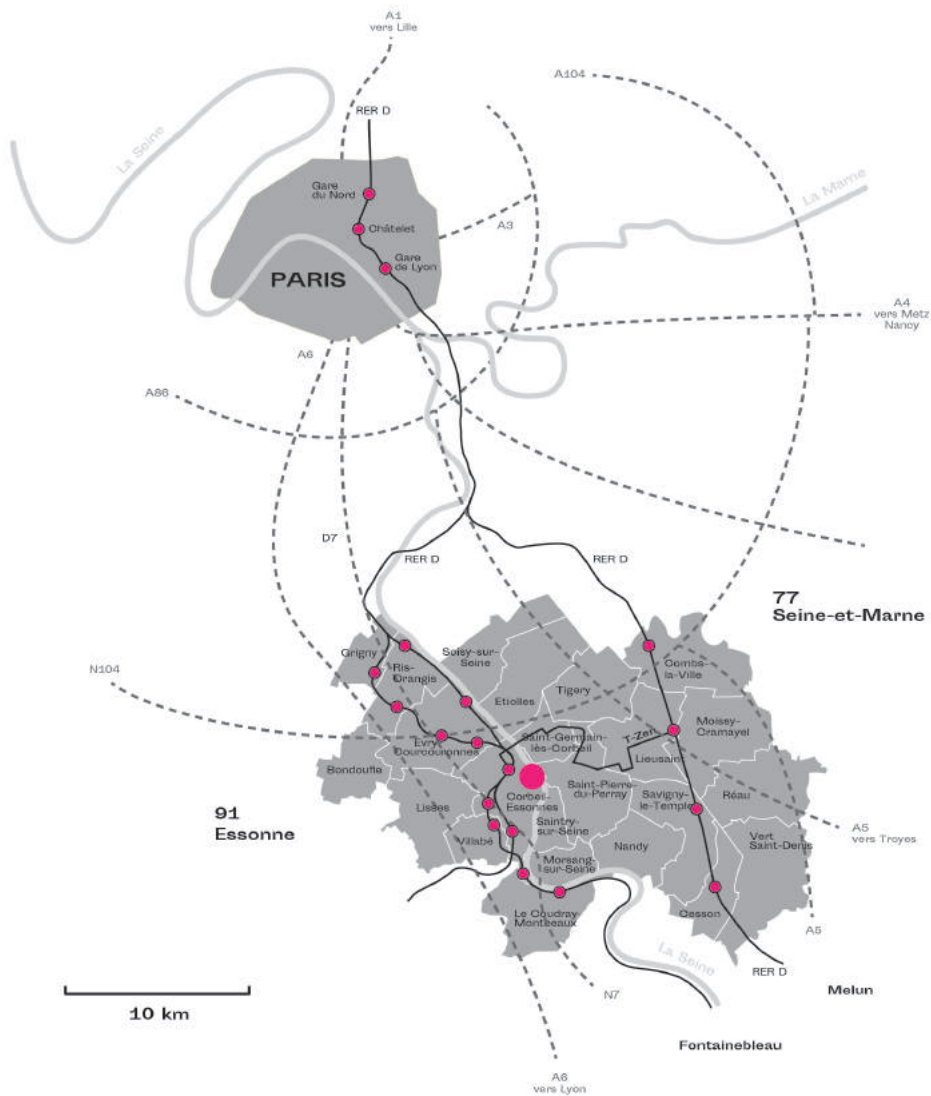 A1
vers Lille
A104
RER D
La Seine
La Marne
Gare
du Nord
Châtelet
A3
Gare
de Lyon
PARIS
A4
vers Metz
Nancy
A6
A86
D7
RER D
RER D
77
Seine-et-Marne
N104
Grigny
Soisy-sur-
Seine
Combs-
la-Ville
Ris-
Orangis
Etiolles
Tigery
Moissy-
Cramayel
T-Zen
Saint-Germain-
lès-Corbeil
Evry
Courcouronnes
Lieusaint
Bondoufle
Saint-Pierre-
du-Perray
Savigny-
le-Temple
Réau
Corbeil-
Essonnes
Lisses
91
Essonne
Saintry-
sur-Seine
A5
vers Troyes
Villabé
Nandy
Vert
Saint-Denis
Morsang-
sur-Seine
Le Coudray-
Montceaux
Cesson
A5
La Seine
RER D
N7
Melun
10 km
Fontainebleau
A6
vers Lyon